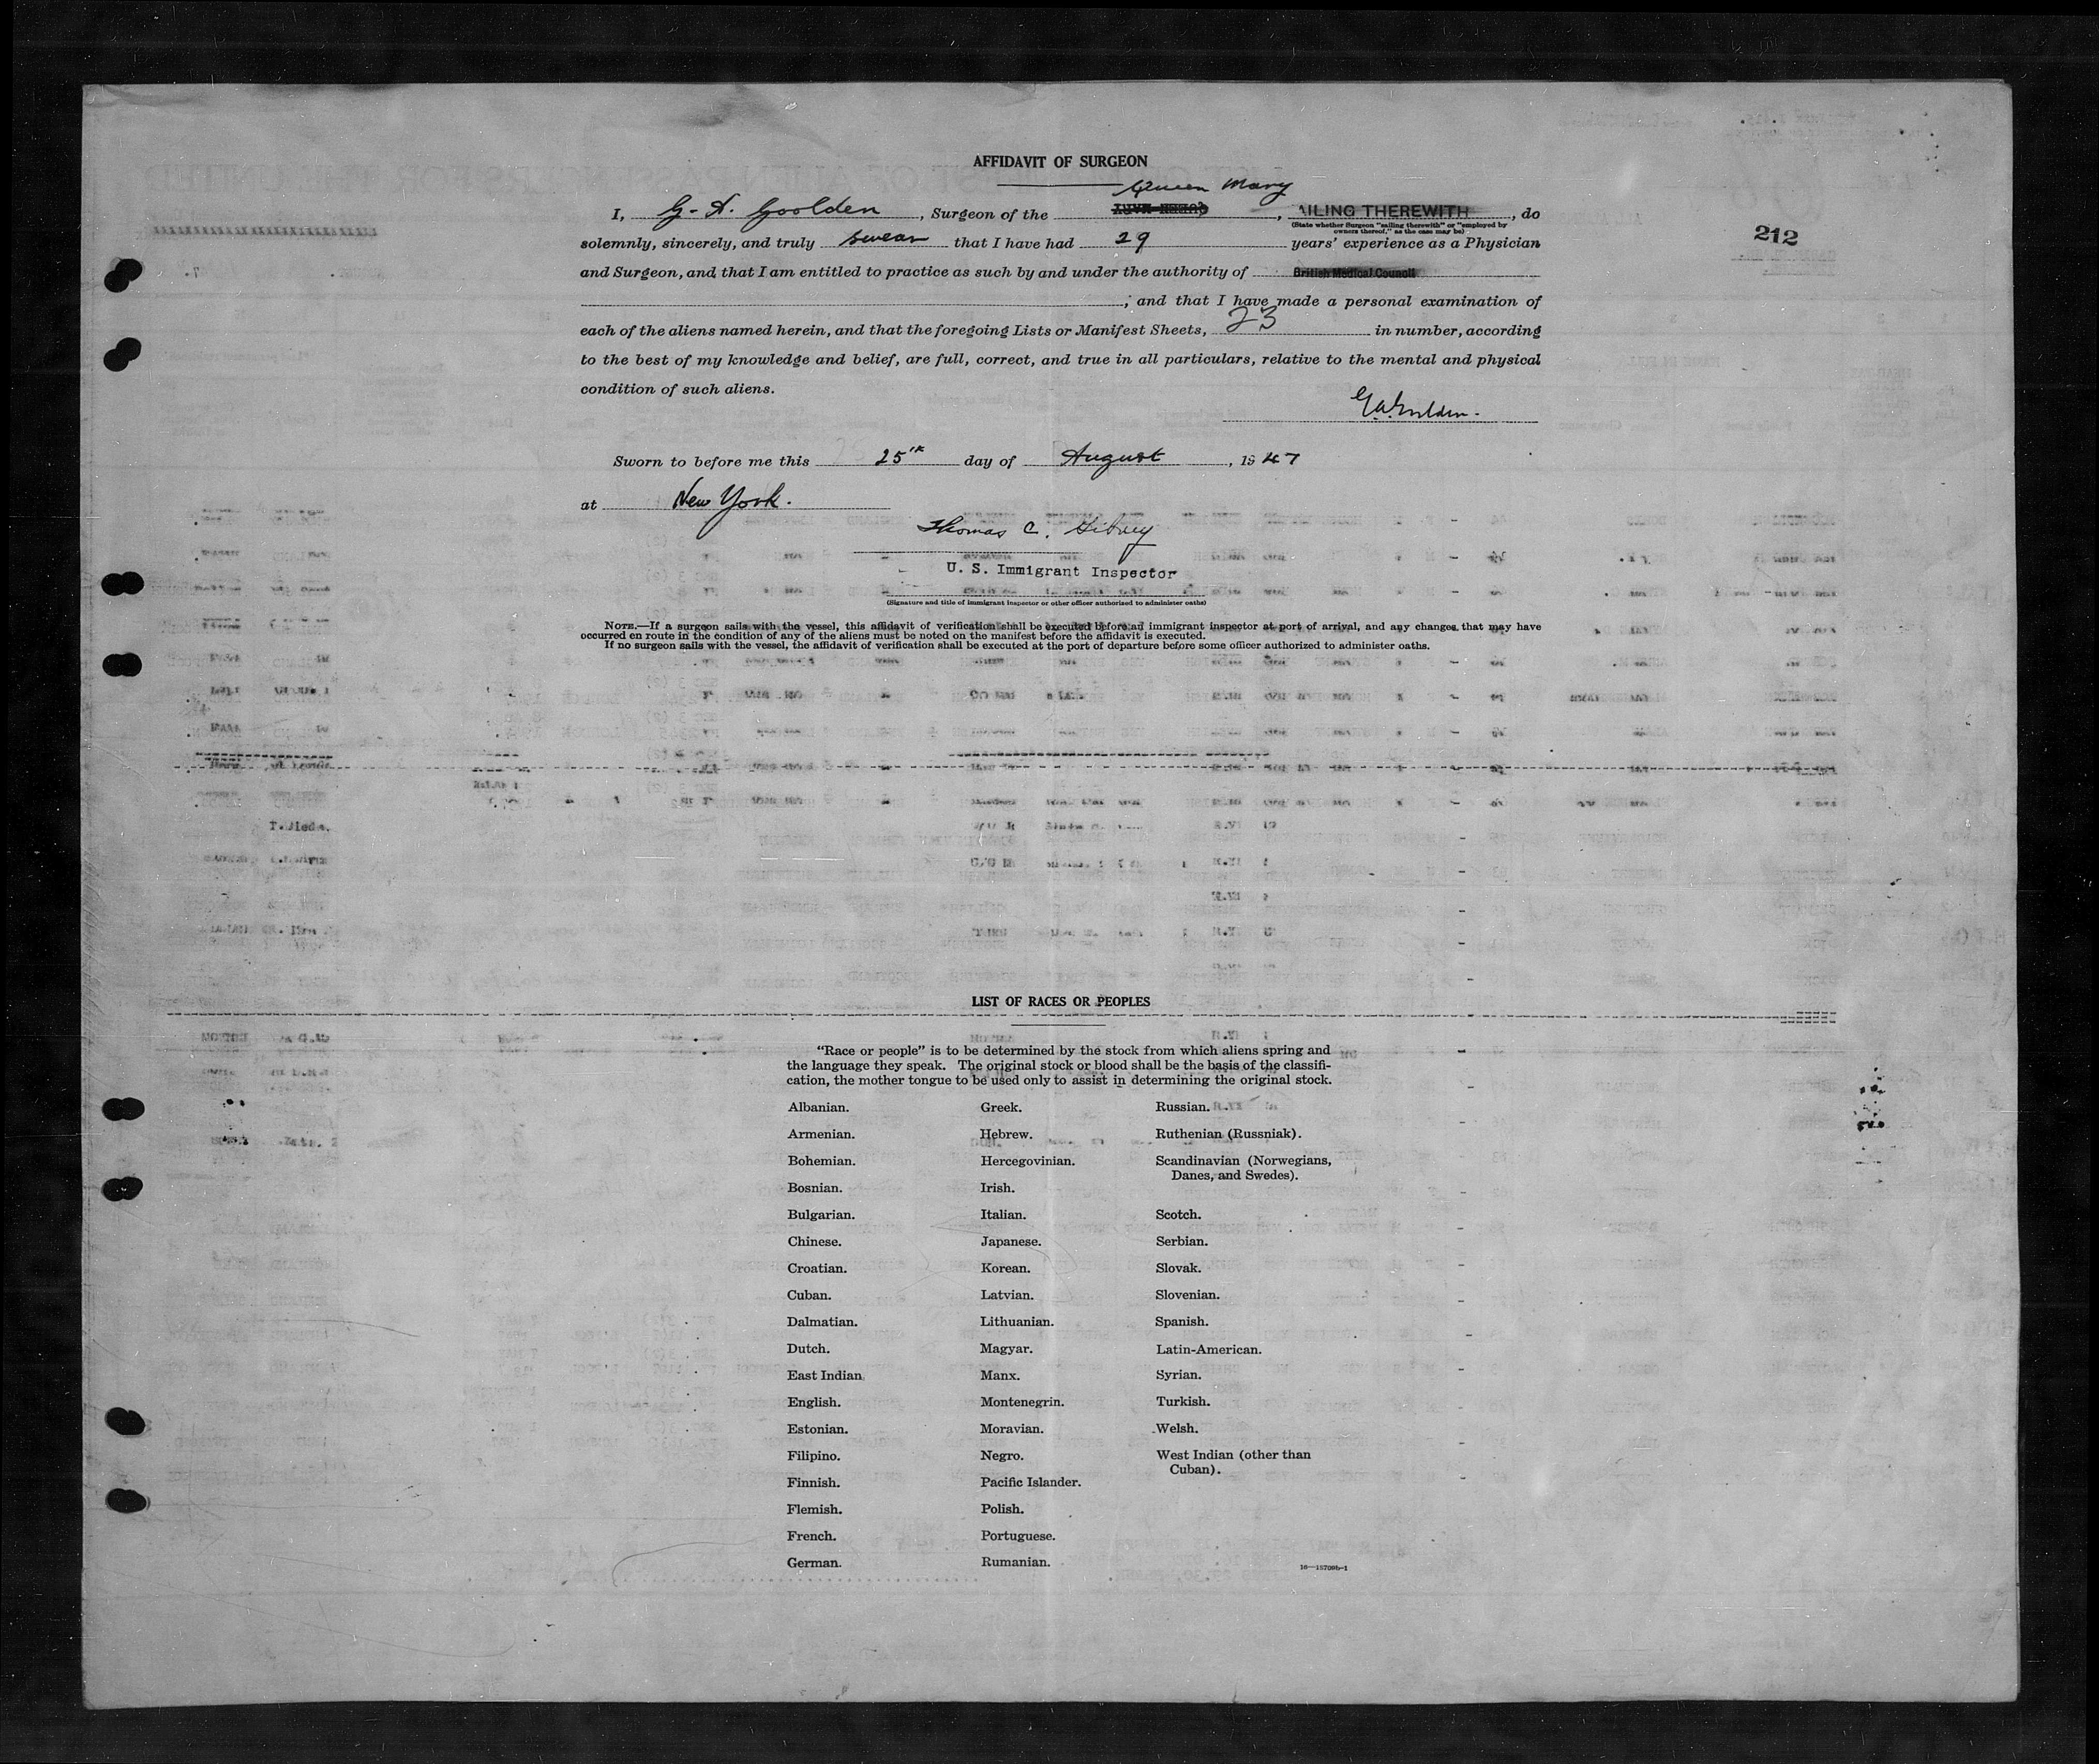 AFFIDAVIT OF SURGEON
Queen Mary
I, G. A. Goolden, Surgeon of the , AILING THEREWITH, do
(State whether Surgeon "sailing therewith" or "employed by
owners thereof," as the case may be)
212
solemnly, sincerely, and truly swear that I have had 29 years' experience as a Physician
and Surgeon, and that I am entitled to practice as such by and under the authority of British Medical Council
; and that I have made a personal examination of
each of the aliens named herein, and that the foregoing Lists or Manifest Sheets, 23 in number, according
to the best of my knowledge and belief, are full, correct, and true in all particulars, relative to the mental and physical
condition of such aliens.
G.A. Goolden.
Sworn to before me this 25th day of August, 1947
at New York.
Thomas C. Gibney
U. S. Immigrant Inspector
(Signature and title of immigrant inspector or other officer authorized to administer oaths)
NOTE.—If a surgeon sails with the vessel, this affidavit of verification shall be executed before an immigrant inspector at port of arrival, and any changes that may have
occurred en route in the condition of any of the aliens must be noted on the manifest before the affidavit is executed.
If no surgeon sails with the vessel, the affidavit of verification shall be executed at the port of departure before some officer authorized to administer oaths.
LIST OF RACES OR PEOPLES
"Race or people" is to be determined by the stock from which aliens spring and
the language they speak. The original stock or blood shall be the basis of the classifi-
cation, the mother tongue to be used only to assist in determining the original stock.
Albanian.
Armenian.
Bohemian.
Bosnian.
Bulgarian.
Chinese.
Croatian.
Cuban.
Dalmatian.
Dutch.
East Indian
English.
Estonian.
Filipino.
Finnish.
Flemish.
French.
German.
Greek.
Hebrew.
Hercegovinian.
Irish.
Italian.
Japanese.
Korean.
Latvian.
Lithuanian.
Magyar.
Manx.
Montenegrin.
Moravian.
Negro.
Pacific Islander.
Polish.
Portuguese.
Rumanian.
Russian.
Ruthenian (Russniak).
Scandinavian (Norwegians,
Danes, and Swedes).
Scotch.
Serbian.
Slovak.
Slovenian.
Spanish.
Latin-American.
Syrian.
Turkish.
Welsh.
West Indian (other than
Cuban).
16—15709b-1